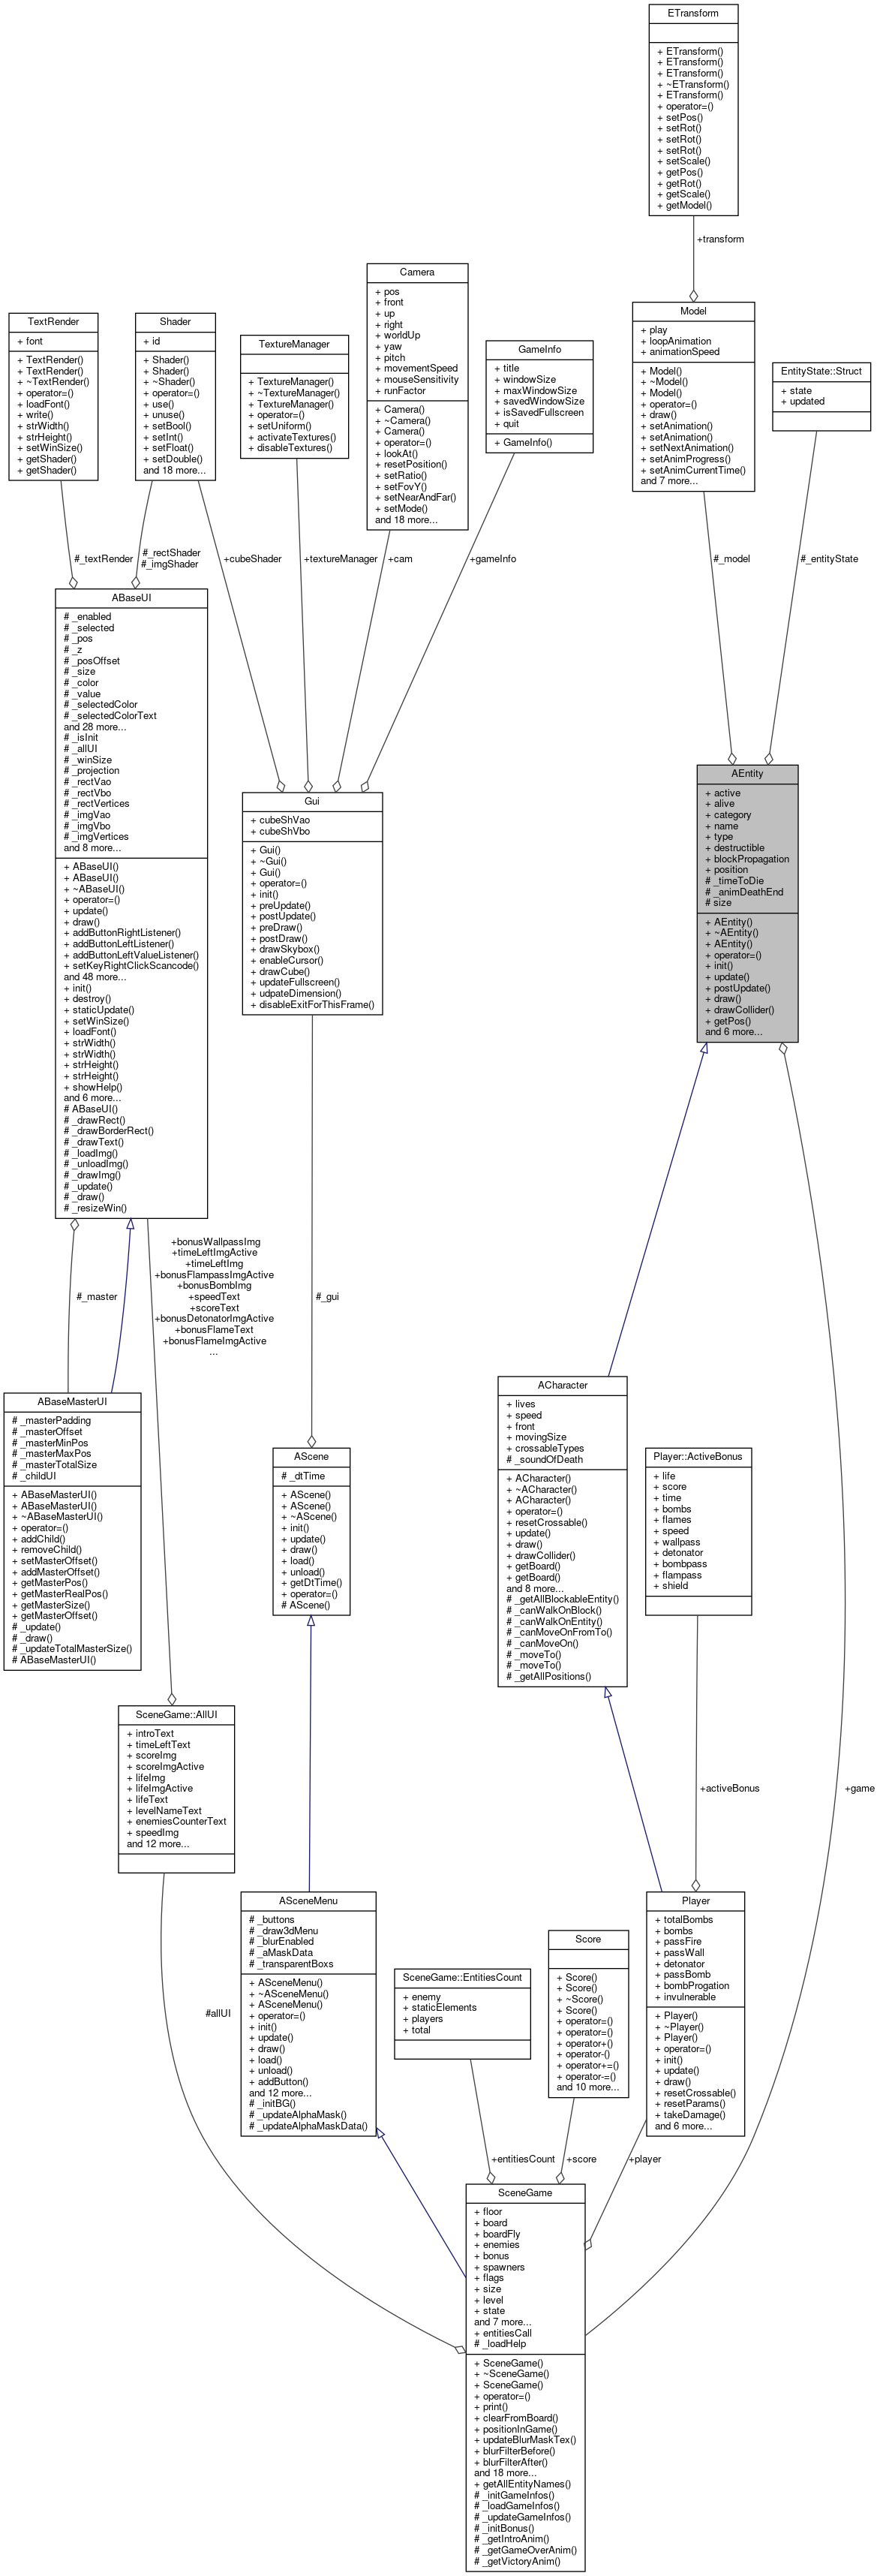 ETransform
+ ETransform()
+ ETransform()
+ ETransform()
+ ~ETransform()
+ ETransform()
+ operator=()
+ setPos()
+ setRot()
+ setRot()
+ setRot()
+ setScale()
+ getPos()
+ getRot()
+ getScale()
+ getModel()
+transform
Camera
+ pos
+ front
+ up
+ right
+ worldUp
+ yaw
+ pitch
+ movementSpeed
+ mouseSensitivity
+ runFactor
+ Camera()
+ ~Camera()
+ Camera()
+ operator=()
+ lookAt()
+ resetPosition()
+ setRatio()
+ setFovY()
+ setNearAndFar()
+ setMode()
and 18 more...
Model
+ play
+ loopAnimation
+ animationSpeed
+ Model()
+ ~Model()
+ Model()
+ operator=()
+ draw()
+ setAnimation()
+ setAnimation()
+ setNextAnimation()
+ setAnimProgress()
+ setAnimCurrentTime()
and 7 more...
TextRender
+ font
+ TextRender()
+ TextRender()
+ ~TextRender()
+ operator=()
+ loadFont()
+ write()
+ strWidth()
+ strHeight()
+ setWinSize()
+ getShader()
+ getShader()
Shader
+ id
+ Shader()
+ Shader()
+ ~Shader()
+ operator=()
+ use()
+ unuse()
+ setBool()
+ setInt()
+ setFloat()
+ setDouble()
and 18 more...
TextureManager
+ TextureManager()
+ ~TextureManager()
+ TextureManager()
+ operator=()
+ setUniform()
+ activateTextures()
+ disableTextures()
GameInfo
+ title
+ windowSize
+ maxWindowSize
+ savedWindowSize
+ isSavedFullscreen
+ quit
+ GameInfo()
EntityState::Struct
+ state
+ updated
#_textRender
#_rectShader
#_imgShader
+cubeShader
+textureManager
+cam
+gameInfo
#_model
#_entityState
ABaseUI
# _enabled
# _selected
# _pos
# _z
# _posOffset
# _size
# _color
# _value
# _selectedColor
# _selectedColorText
and 28 more...
# _isInit
# _allUI
# _winSize
# _projection
# _rectVao
# _rectVbo
# _rectVertices
# _imgVao
# _imgVbo
# _imgVertices
and 8 more...
+ ABaseUI()
+ ABaseUI()
+ ~ABaseUI()
+ operator=()
+ update()
+ draw()
+ addButtonRightListener()
+ addButtonLeftListener()
+ addButtonLeftValueListener()
+ setKeyRightClickScancode()
and 48 more...
+ init()
+ destroy()
+ staticUpdate()
+ setWinSize()
+ loadFont()
+ strWidth()
+ strWidth()
+ strHeight()
+ strHeight()
+ showHelp()
and 6 more...
# ABaseUI()
# _drawRect()
# _drawBorderRect()
# _drawText()
# _loadImg()
# _unloadImg()
# _drawImg()
# _update()
# _draw()
# _resizeWin()
Gui
+ cubeShVao
+ cubeShVbo
+ Gui()
+ ~Gui()
+ Gui()
+ operator=()
+ init()
+ preUpdate()
+ postUpdate()
+ preDraw()
+ postDraw()
+ drawSkybox()
+ enableCursor()
+ drawCube()
+ updateFullscreen()
+ udpateDimension()
+ disableExitForThisFrame()
AEntity
+ active
+ alive
+ category
+ name
+ type
+ destructible
+ blockPropagation
+ position
# _timeToDie
# _animDeathEnd
# size
+ AEntity()
+ ~AEntity()
+ AEntity()
+ operator=()
+ init()
+ update()
+ postUpdate()
+ draw()
+ drawCollider()
+ getPos()
and 6 more...
#_master
+bonusWallpassImg
+timeLeftImgActive
+timeLeftImg
+bonusFlampassImgActive
+bonusBombImg
+speedText
+scoreText
+bonusDetonatorImgActive
+bonusFlameText
+bonusFlameImgActive
...
#_gui
ABaseMasterUI
# _masterPadding
# _masterOffset
# _masterMinPos
# _masterMaxPos
# _masterTotalSize
# _childUI
+ ABaseMasterUI()
+ ABaseMasterUI()
+ ~ABaseMasterUI()
+ operator=()
+ addChild()
+ removeChild()
+ setMasterOffset()
+ addMasterOffset()
+ getMasterPos()
+ getMasterRealPos()
+ getMasterSize()
+ getMasterOffset()
# _update()
# _draw()
# _updateTotalMasterSize()
# ABaseMasterUI()
AScene
# _dtTime
+ AScene()
+ AScene()
+ ~AScene()
+ init()
+ update()
+ draw()
+ load()
+ unload()
+ getDtTime()
+ operator=()
# AScene()
ACharacter
+ lives
+ speed
+ front
+ movingSize
+ crossableTypes
# _soundOfDeath
+ ACharacter()
+ ~ACharacter()
+ ACharacter()
+ operator=()
+ resetCrossable()
+ update()
+ draw()
+ drawCollider()
+ getBoard()
+ getBoard()
and 8 more...
# _getAllBlockableEntity()
# _canWalkOnBlock()
# _canWalkOnEntity()
# _canMoveOnFromTo()
# _canMoveOn()
# _moveTo()
# _moveTo()
# _getAllPositions()
Player::ActiveBonus
+ life
+ score
+ time
+ bombs
+ flames
+ speed
+ wallpass
+ detonator
+ bombpass
+ flampass
+ shield
SceneGame::AllUI
+ introText
+ timeLeftText
+ scoreImg
+ scoreImgActive
+ lifeImg
+ lifeImgActive
+ lifeText
+ levelNameText
+ enemiesCounterText
+ speedImg
and 12 more...
+activeBonus
+game
ASceneMenu
# _buttons
# _draw3dMenu
# _blurEnabled
# _aMaskData
# _transparentBoxs
+ ASceneMenu()
+ ~ASceneMenu()
+ ASceneMenu()
+ operator=()
+ init()
+ update()
+ draw()
+ load()
+ unload()
+ addButton()
and 12 more...
# _initBG()
# _updateAlphaMask()
# _updateAlphaMaskData()
SceneGame::EntitiesCount
+ enemy
+ staticElements
+ players
+ total
Score
+ Score()
+ Score()
+ ~Score()
+ Score()
+ operator=()
+ operator=()
+ operator+()
+ operator-()
+ operator+=()
+ operator-=()
and 10 more...
Player
+ totalBombs
+ bombs
+ passFire
+ passWall
+ detonator
+ passBomb
+ bombProgation
+ invulnerable
+ Player()
+ ~Player()
+ Player()
+ operator=()
+ init()
+ update()
+ draw()
+ resetCrossable()
+ resetParams()
+ takeDamage()
and 6 more...
#allUI
+entitiesCount
+score
+player
SceneGame
+ floor
+ board
+ boardFly
+ enemies
+ bonus
+ spawners
+ flags
+ size
+ level
+ state
and 7 more...
+ entitiesCall
# _loadHelp
+ SceneGame()
+ ~SceneGame()
+ SceneGame()
+ operator=()
+ print()
+ clearFromBoard()
+ positionInGame()
+ updateBlurMaskTex()
+ blurFilterBefore()
+ blurFilterAfter()
and 18 more...
+ getAllEntityNames()
# _initGameInfos()
# _loadGameInfos()
# _updateGameInfos()
# _initBonus()
# _getIntroAnim()
# _getGameOverAnim()
# _getVictoryAnim()